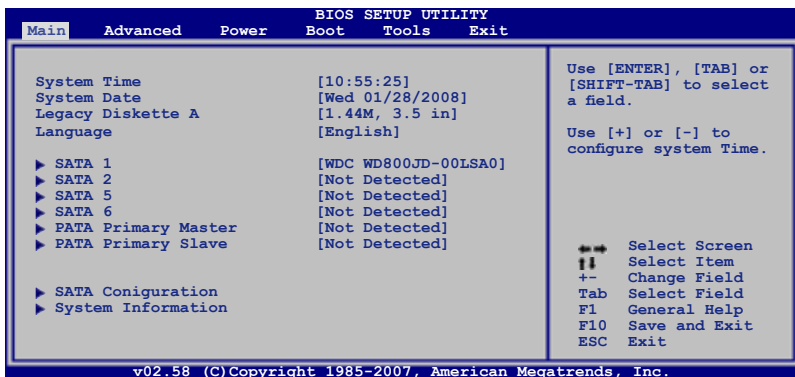 BIOS SETUP UTILITY
Main Advanced Power Boot Tools Exit
System Time [10:55:25]
System Date [Wed 01/28/2008]
Legacy Diskette A [1.44M, 3.5 in]
Language [English]
SATA 1 [WDC WD800JD-00LSA0]
SATA 2 [Not Detected]
SATA 5 [Not Detected]
SATA 6 [Not Detected]
PATA Primary Master [Not Detected]
PATA Primary Slave [Not Detected]
SATA Coniguration
System Information
Use [ENTER], [TAB] or
[SHIFT-TAB] to select
a field.
Use [+] or [-] to
configure system Time.
Select Screen
Select Item
+- Change Field
Tab Select Field
F1 General Help
F10 Save and Exit
ESC Exit
v02.58 (C)Copyright 1985-2007, American Megatrends, Inc.